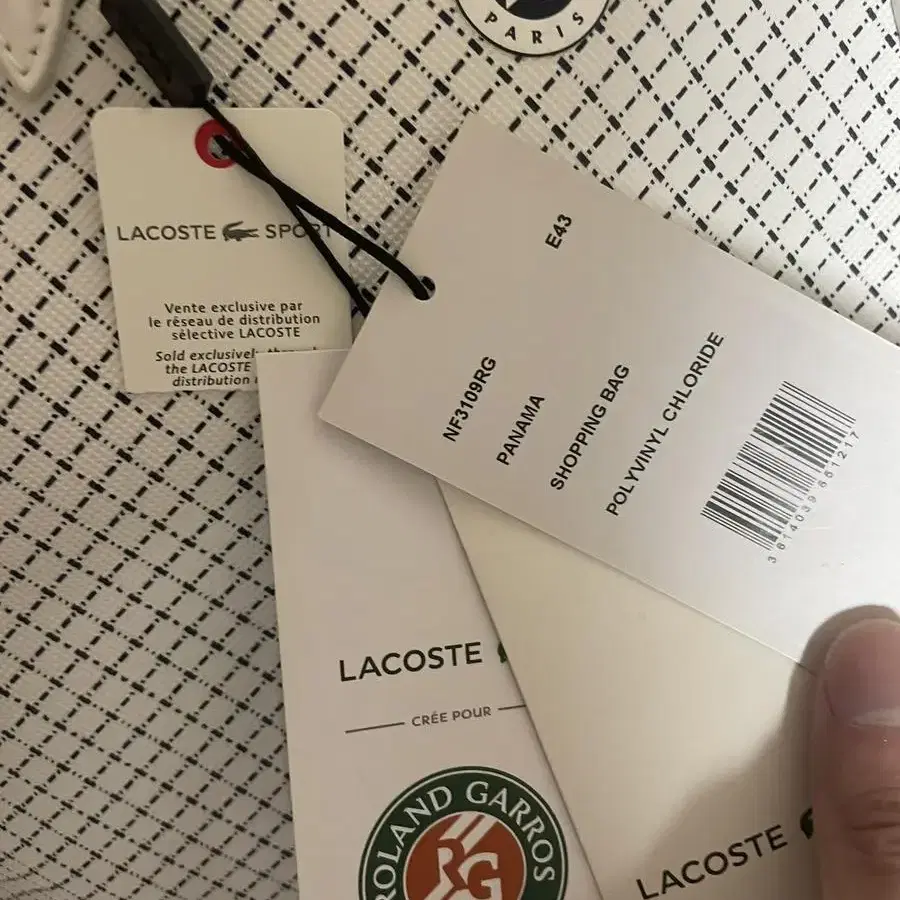 PARIS
LACOSTE SPORT
Vente exclusive par
le réseau de distribution
sélective LACOSTE
Sold exclusively through
the LACOSTE
distribution
E43
NF3109RG
PANAMA
SHOPPING BAG
POLYVINYL CHLORIDE
LACOSTE
CRÉE POUR
ROLAND GARROS
RG
LACOSTE